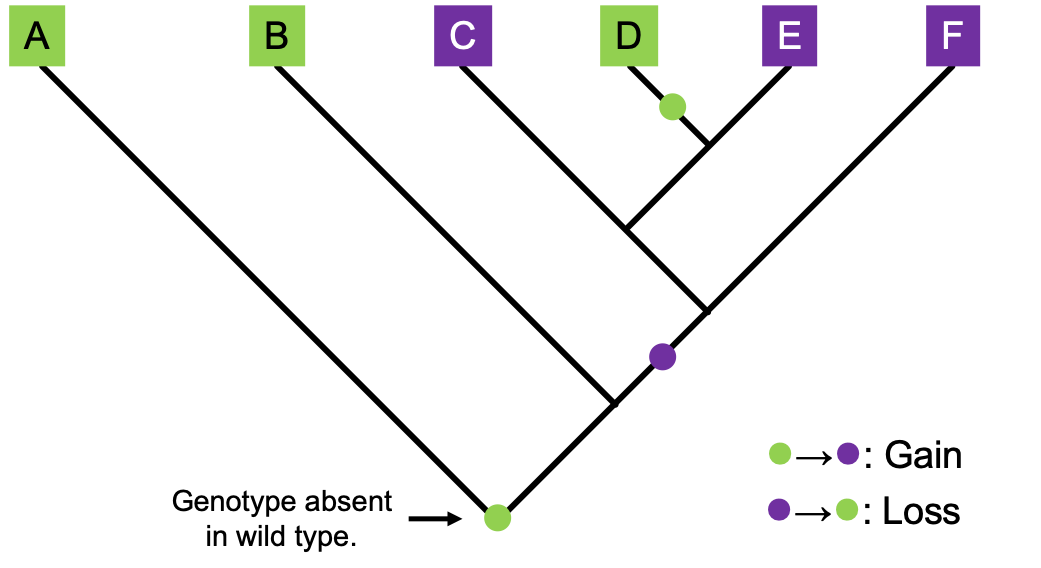 A B C D E F
→ : Gain
Genotype absent
in wild type. →
→ : Loss